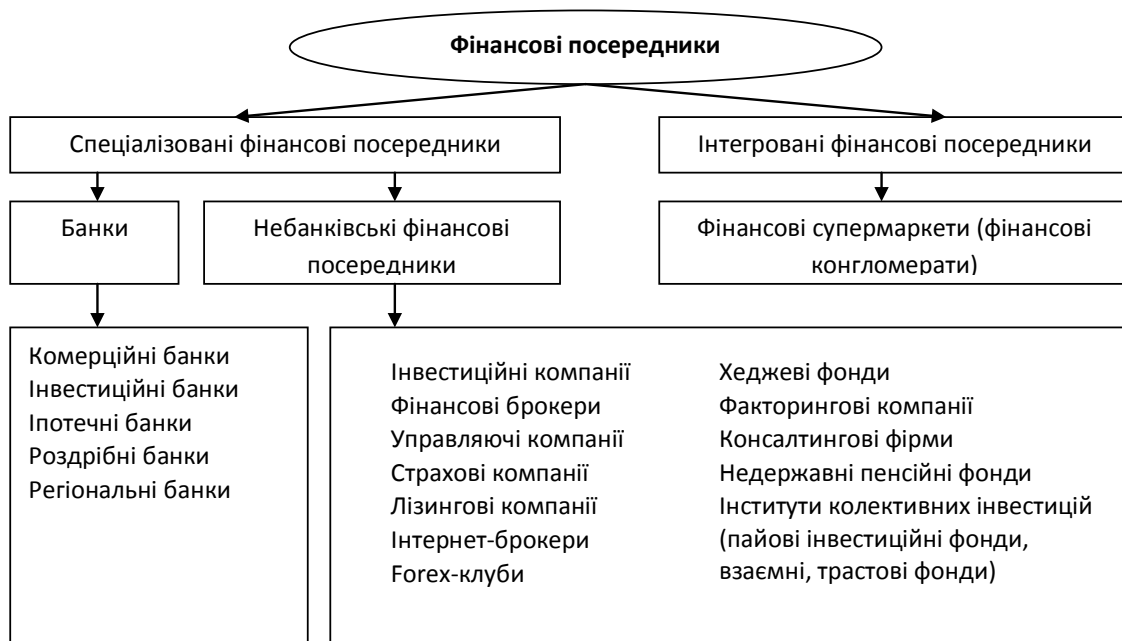 Фінансові посередники
Спеціалізовані фінансові посередники
Інтегровані фінансові посередники
Банки
Небанківські фінансові
посередники
Фінансові супермаркети (фінансові
конгломерати)
Комерційні банки
Інвестиційні банки
Іпотечні банки
Роздрібні банки
Регіональні банки
Інвестиційні компанії
Фінансові брокери
Управляючі компанії
Страхові компанії
Лізингові компанії
Інтернет-брокери
Forex-клуби
Хеджеві фонди
Факторингові компанії
Консалтингові фірми
Недержавні пенсійні фонди
Інститути колективних інвестицій
(пайові інвестиційні фонди,
взаємні, трастові фонди)